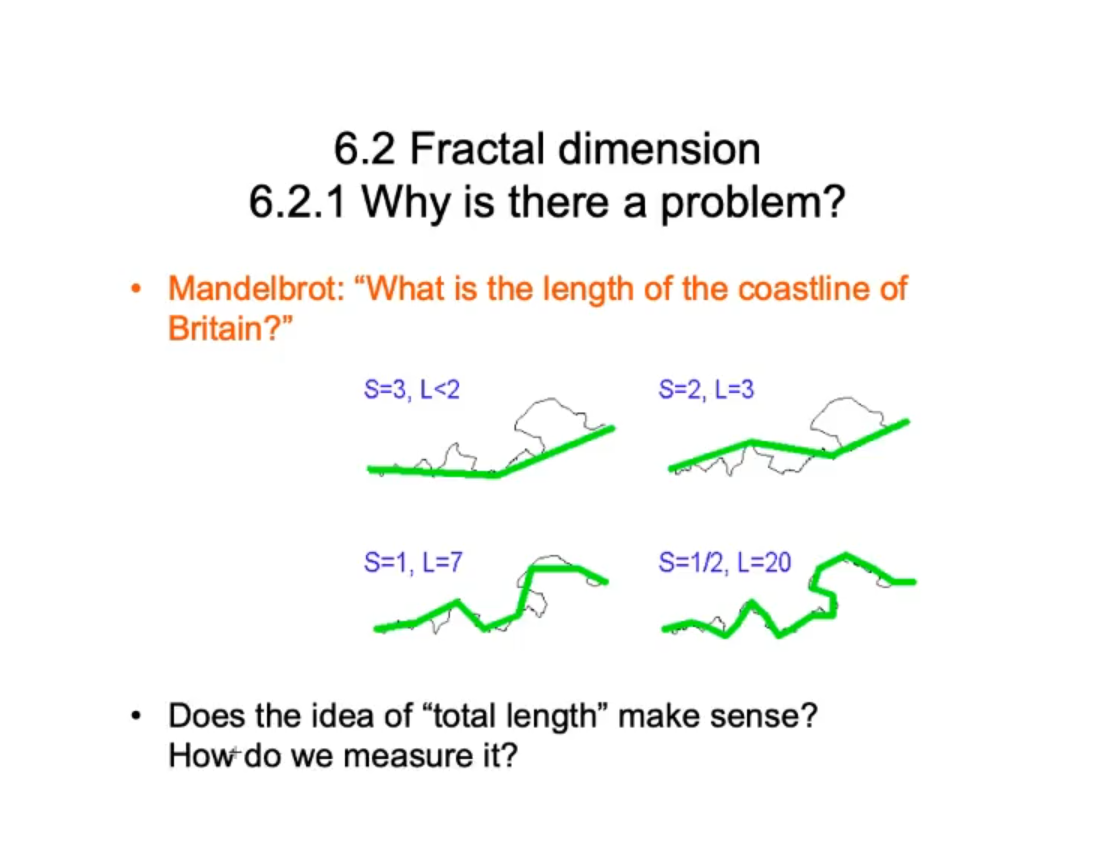 6.2 Fractal dimension
6.2.1 Why is there a problem?
• Mandelbrot: “What is the length of the coastline of
Britain?”
S=3, L<2
S=2, L=3
S=1, L=7
S=1/2, L=20
• Does the idea of “total length” make sense?
How do we measure it?